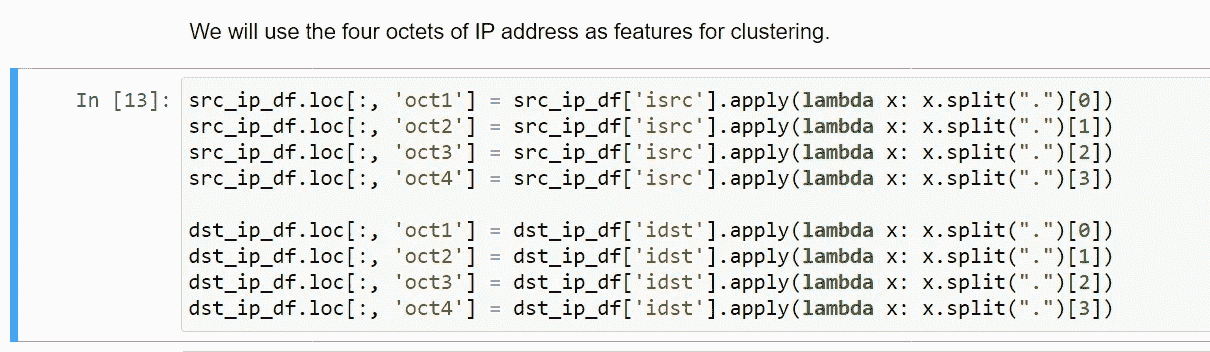 We will use the four octets of IP address as features for clustering.
In [13]: src_ip_df.loc[:, 'oct1'] = src_ip_df['isrc'].apply(lambda x: x.split(".")[0])
src_ip_df.loc[:, 'oct2'] = src_ip_df['isrc'].apply(lambda x: x.split(".")[1])
src_ip_df.loc[:, 'oct3'] = src_ip_df['isrc'].apply(lambda x: x.split(".")[2])
src_ip_df.loc[:, 'oct4'] = src_ip_df['isrc'].apply(lambda x: x.split(".")[3])
dst_ip_df.loc[:, 'oct1'] = dst_ip_df['idst'].apply(lambda x: x.split(".")[0])
dst_ip_df.loc[:, 'oct2'] = dst_ip_df['idst'].apply(lambda x: x.split(".")[1])
dst_ip_df.loc[:, 'oct3'] = dst_ip_df['idst'].apply(lambda x: x.split(".")[2])
dst_ip_df.loc[:, 'oct4'] = dst_ip_df['idst'].apply(lambda x: x.split(".")[3])